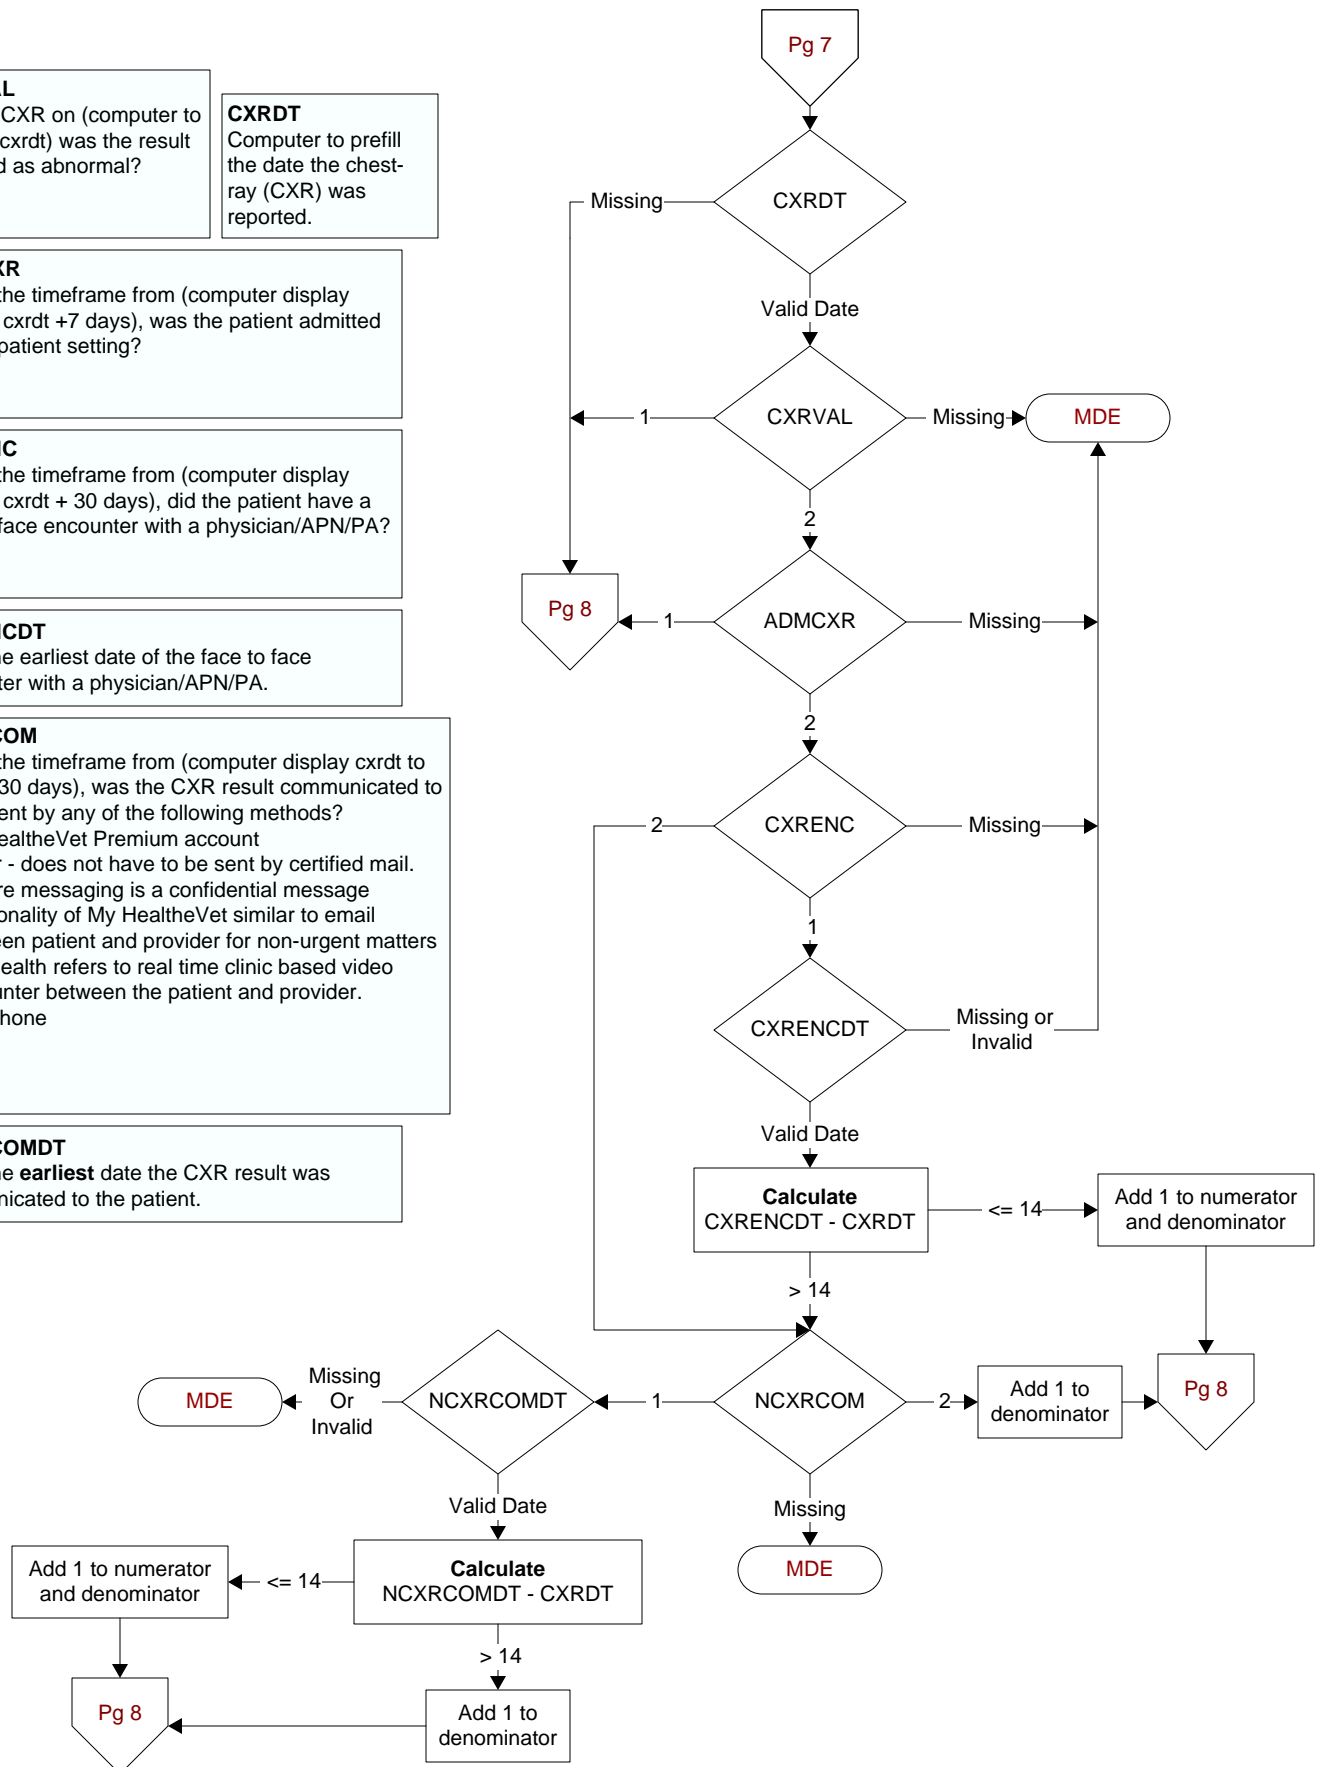 Pg 7
AL
CXR on (computer to
cxrdt) was the result
d as abnormal?
CXRDT
Computer to prefill
the date the chest-
ray (CXR) was
reported.
XR
the timeframe from (computer display
cxrdt +7 days), was the patient admitted
patient setting?
NC
the timeframe from (computer display
cxrdt + 30 days), did the patient have a
face encounter with a physician/APN/PA?
NCDT
he earliest date of the face to face
ter with a physician/APN/PA.
COM
the timeframe from (computer display cxrdt to
30 days), was the CXR result communicated to
ent by any of the following methods?
ealtheVet Premium account
r - does not have to be sent by certified mail.
re messaging is a confidential message
onality of My HealtheVet similar to email
een patient and provider for non-urgent matters
ealth refers to real time clinic based video
unter between the patient and provider.
hone
COMDT
he earliest date the CXR result was
nicated to the patient.
CXRDT
Missing
Valid Date
CXRVAL
1
Missing
MDE
2
ADMCXR
1
Pg 8
Missing
2
CXRENC
2
Missing
1
CXRENCDT
Missing or
Invalid
Valid Date
Calculate
CXRENCDT - CXRDT
<= 14
Add 1 to numerator
and denominator
> 14
NCXRCOM
1
2
Add 1 to
denominator
Pg 8
NCXRCOMDT
Missing
Or
Invalid
MDE
Missing
MDE
Valid Date
Calculate
NCXRCOMDT - CXRDT
<= 14
Add 1 to numerator
and denominator
> 14
Add 1 to
denominator
Pg 8